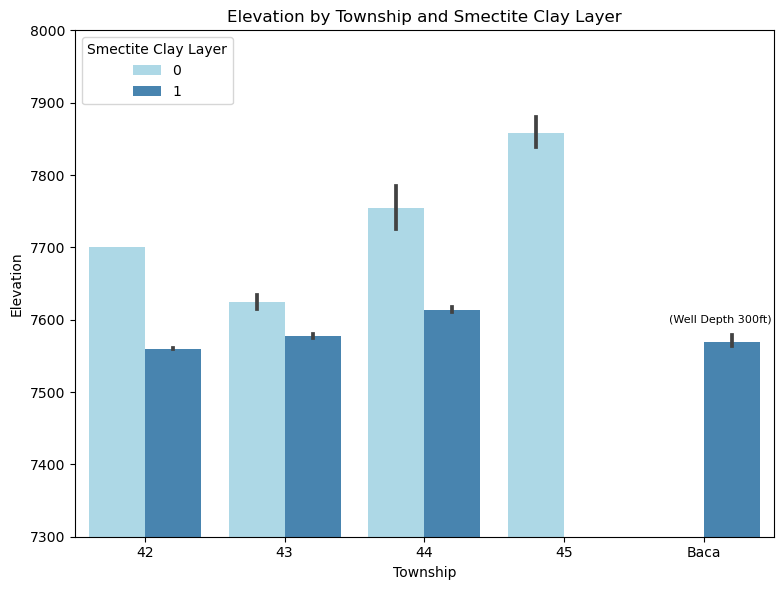 Elevation by Township and Smectite Clay Layer
8000
7900
7800
7700
7600
7500
7400
7300
Elevation
Smectite Clay Layer
0
1
(Well Depth 300ft)
42
43
44
45
Baca
Township